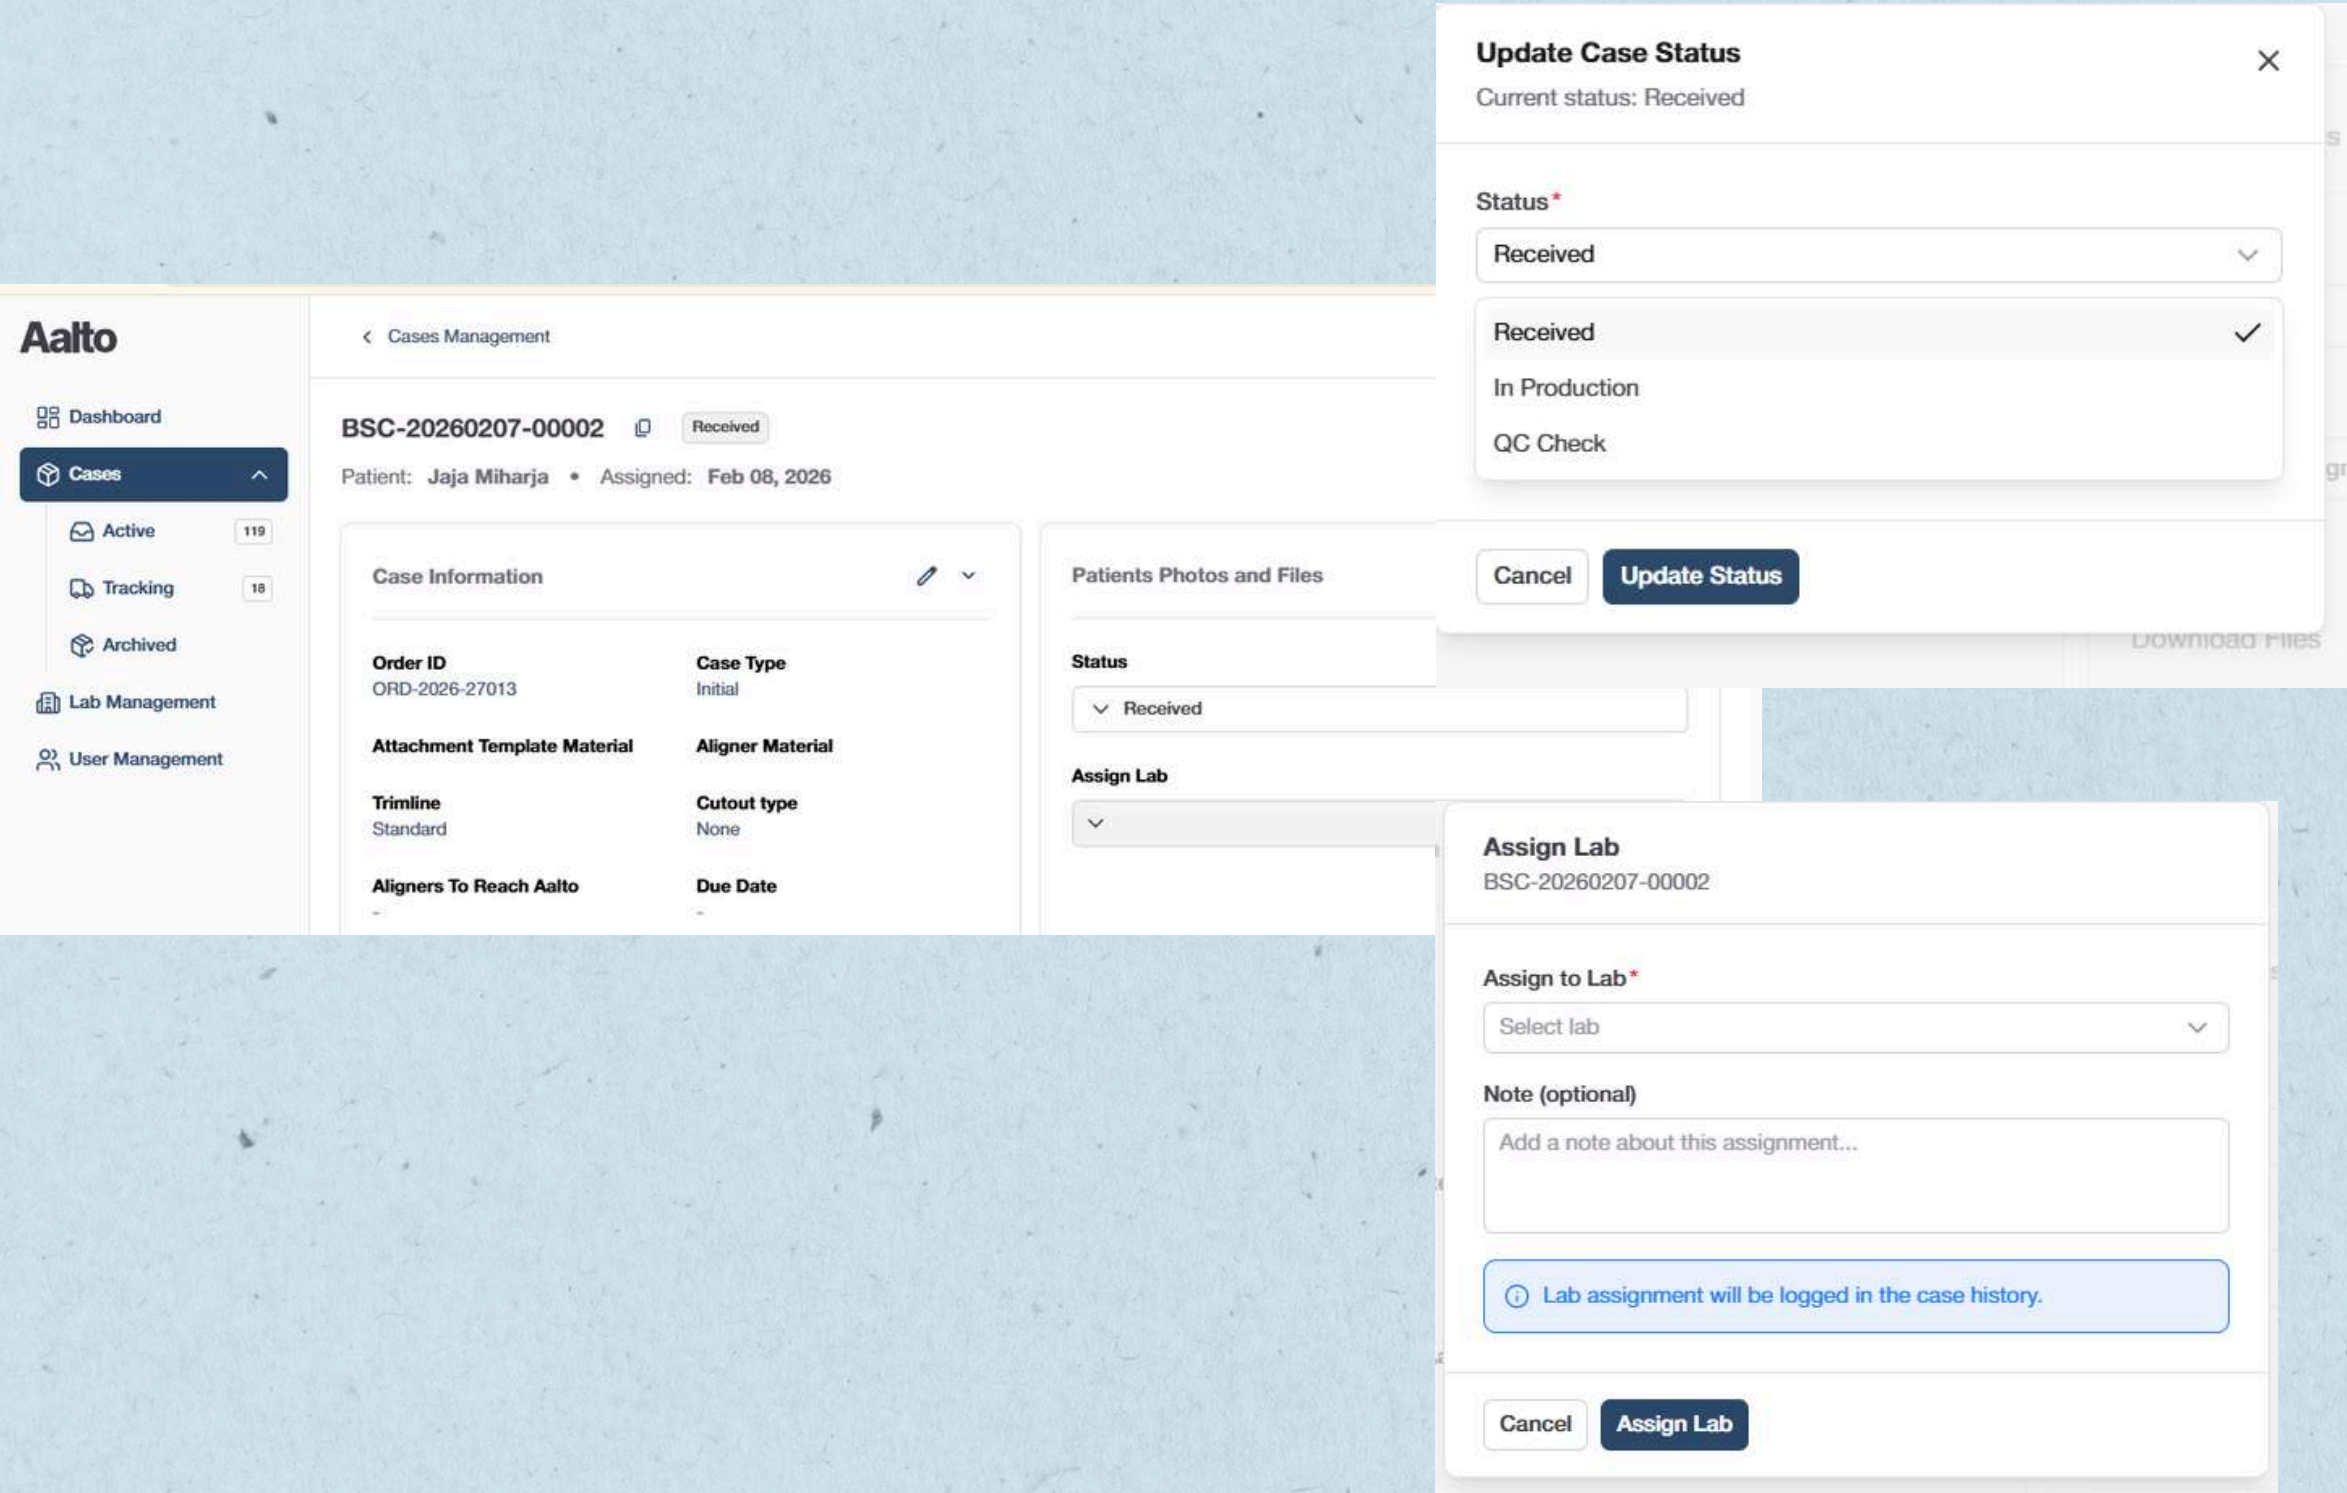 Update Case Status
Current status: Received
Status*
Received
Received
In Production
QC Check
Cancel
Update Status
Download Files
Aalto
Dashboard
Cases
Active 119
Tracking 18
Archived
Lab Management
User Management
Cases Management
BSC-20260207-00002 Received
Patient: Jaja Miharja • Assigned: Feb 08, 2026
Case Information
Order ID
ORD-2026-27013
Case Type
Initial
Attachment Template Material
Aligner Material
Trimline
Standard
Cutout type
None
Aligners To Reach Aalto
-
Due Date
-
Patients Photos and Files
Status
Received
Assign Lab
Assign Lab
BSC-20260207-00002
Assign to Lab*
Select lab
Note (optional)
Add a note about this assignment...
Lab assignment will be logged in the case history.
Cancel
Assign Lab